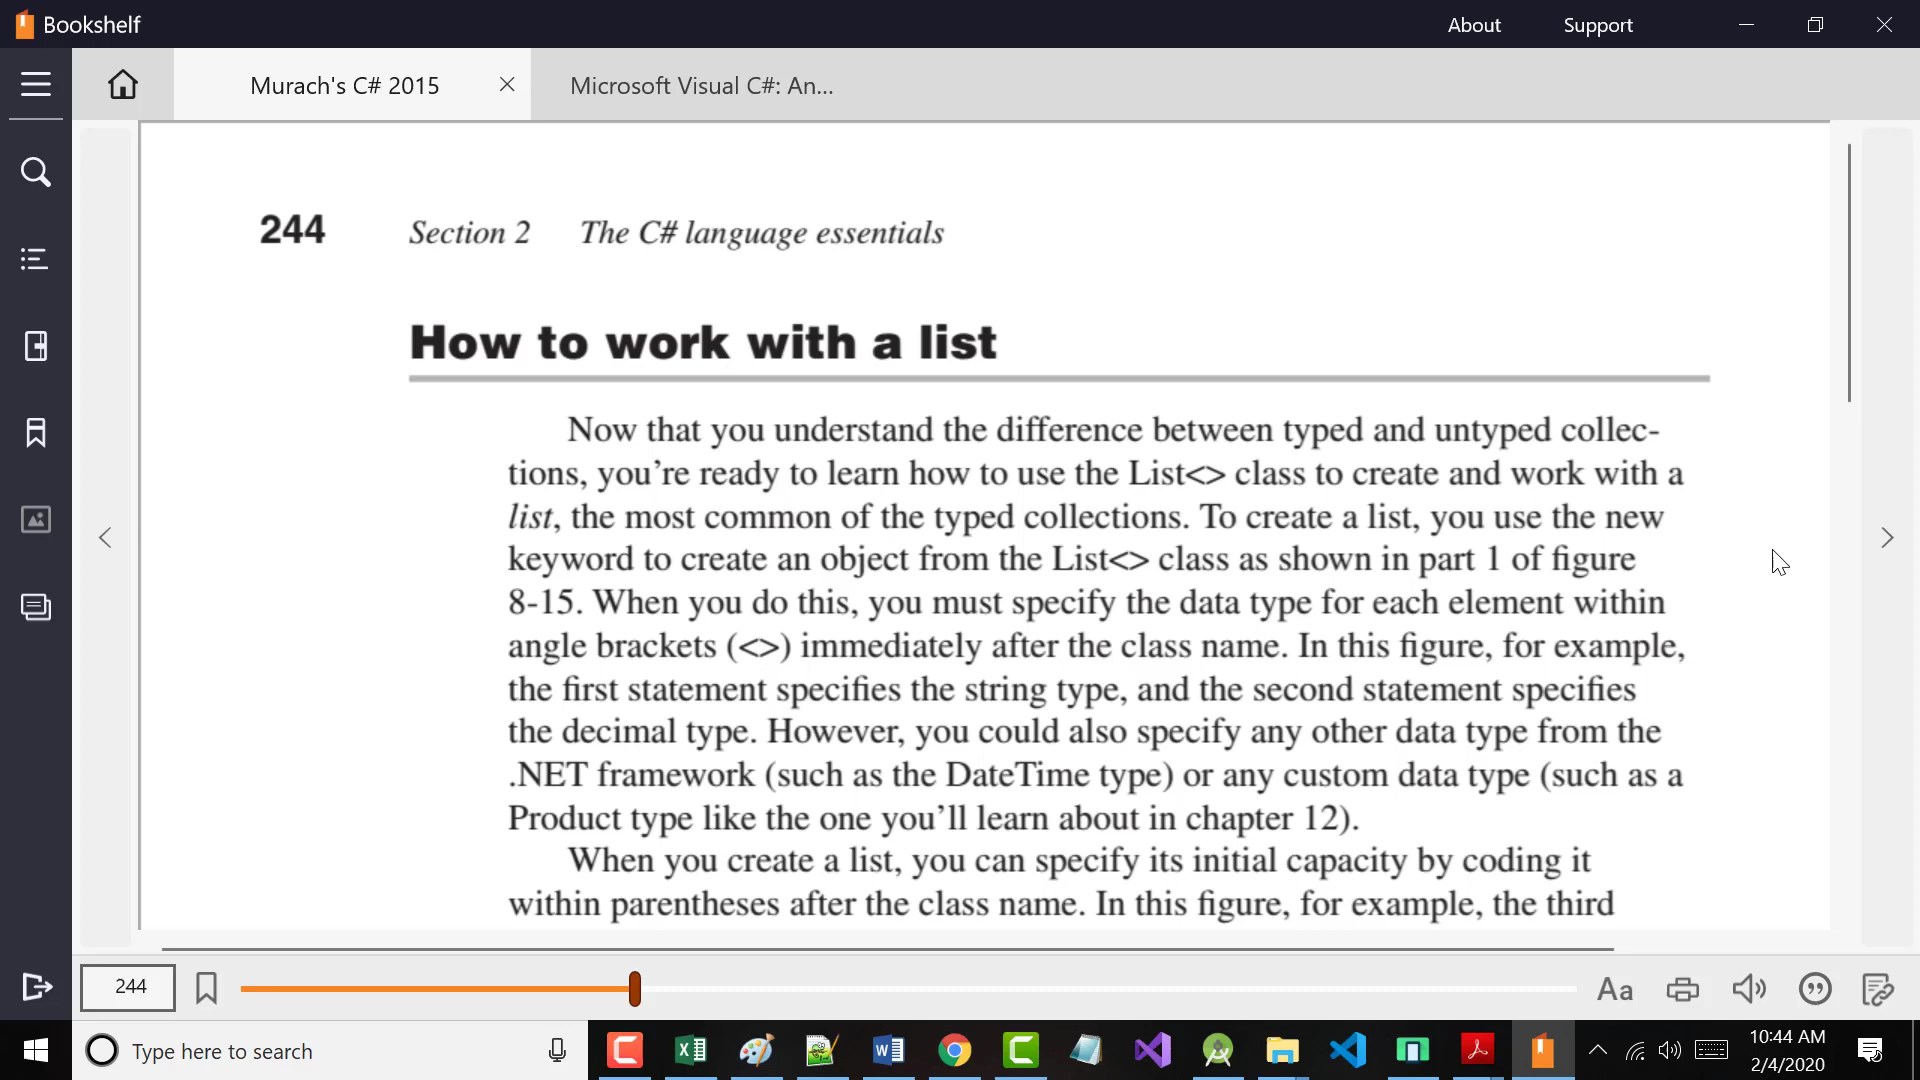 Bookshelf
About
Support
Murach's C# 2015
Microsoft Visual C#: An...
244 Section 2 The C# language essentials
How to work with a list
Now that you understand the difference between typed and untyped collec-
tions, you’re ready to learn how to use the List<> class to create and work with a
list, the most common of the typed collections. To create a list, you use the new
keyword to create an object from the List<> class as shown in part 1 of figure
8-15. When you do this, you must specify the data type for each element within
angle brackets (<>) immediately after the class name. In this figure, for example,
the first statement specifies the string type, and the second statement specifies
the decimal type. However, you could also specify any other data type from the
.NET framework (such as the DateTime type) or any custom data type (such as a
Product type like the one you’ll learn about in chapter 12).
When you create a list, you can specify its initial capacity by coding it
within parentheses after the class name. In this figure, for example, the third
244
Aa
Type here to search
10:44 AM
2/4/2020